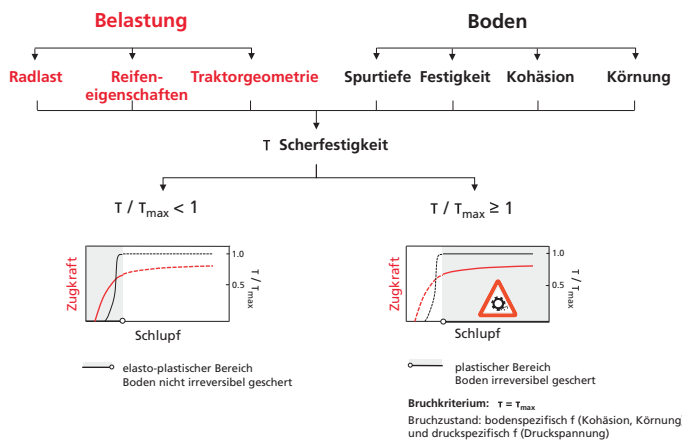 Belastung
Boden
Radlast
Reifen-
eigenschaften
Traktorgeometrie
Spurtiefe
Festigkeit
Kohäsion
Körnung
τ Scherfestigkeit
τ / τmax < 1
τ / τmax ≥ 1
Zugkraft
1.0
0.5
τ / τmax
Schlupf
Zugkraft
1.0
0.5
τ / τmax
Schlupf
elasto-plastischer Bereich
Boden nicht irreversibel geschert
plastischer Bereich
Boden irreversibel geschert
Bruchkriterium: τ = τmax
Bruchzustand: bodenspezifisch f (Kohäsion, Körnung)
und druckspezifisch f (Druckspannung)